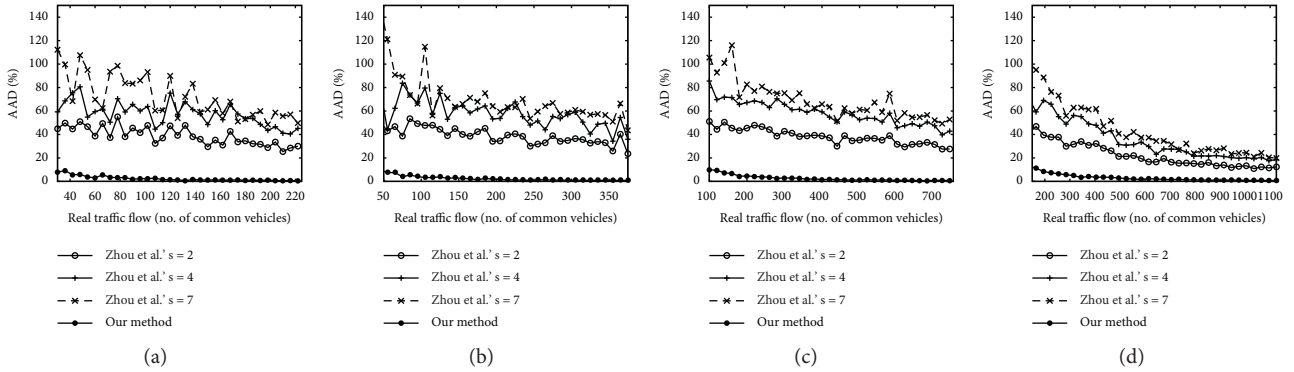 140
120
100
80
60
40
20
0
AAD (%)
40 60 80 100 120 140 160 180 200 220
Real traffic flow (no. of common vehicles)
Zhou et al.’ s = 2
Zhou et al.’ s = 4
Zhou et al.’ s = 7
Our method
(a)
140
120
100
80
60
40
20
0
AAD (%)
50 100 150 200 250 300 350
Real traffic flow (no. of common vehicles)
Zhou et al.’ s = 2
Zhou et al.’ s = 4
Zhou et al.’ s = 7
Our method
(b)
140
120
100
80
60
40
20
0
AAD (%)
100 200 300 400 500 600 700
Real traffic flow (no. of common vehicles)
Zhou et al.’ s = 2
Zhou et al.’ s = 4
Zhou et al.’ s = 7
Our method
(c)
140
120
100
80
60
40
20
0
AAD (%)
200 300 400 500 600 700 800 900 1000 1100
Real traffic flow (no. of common vehicles)
Zhou et al.’ s = 2
Zhou et al.’ s = 4
Zhou et al.’ s = 7
Our method
(d)